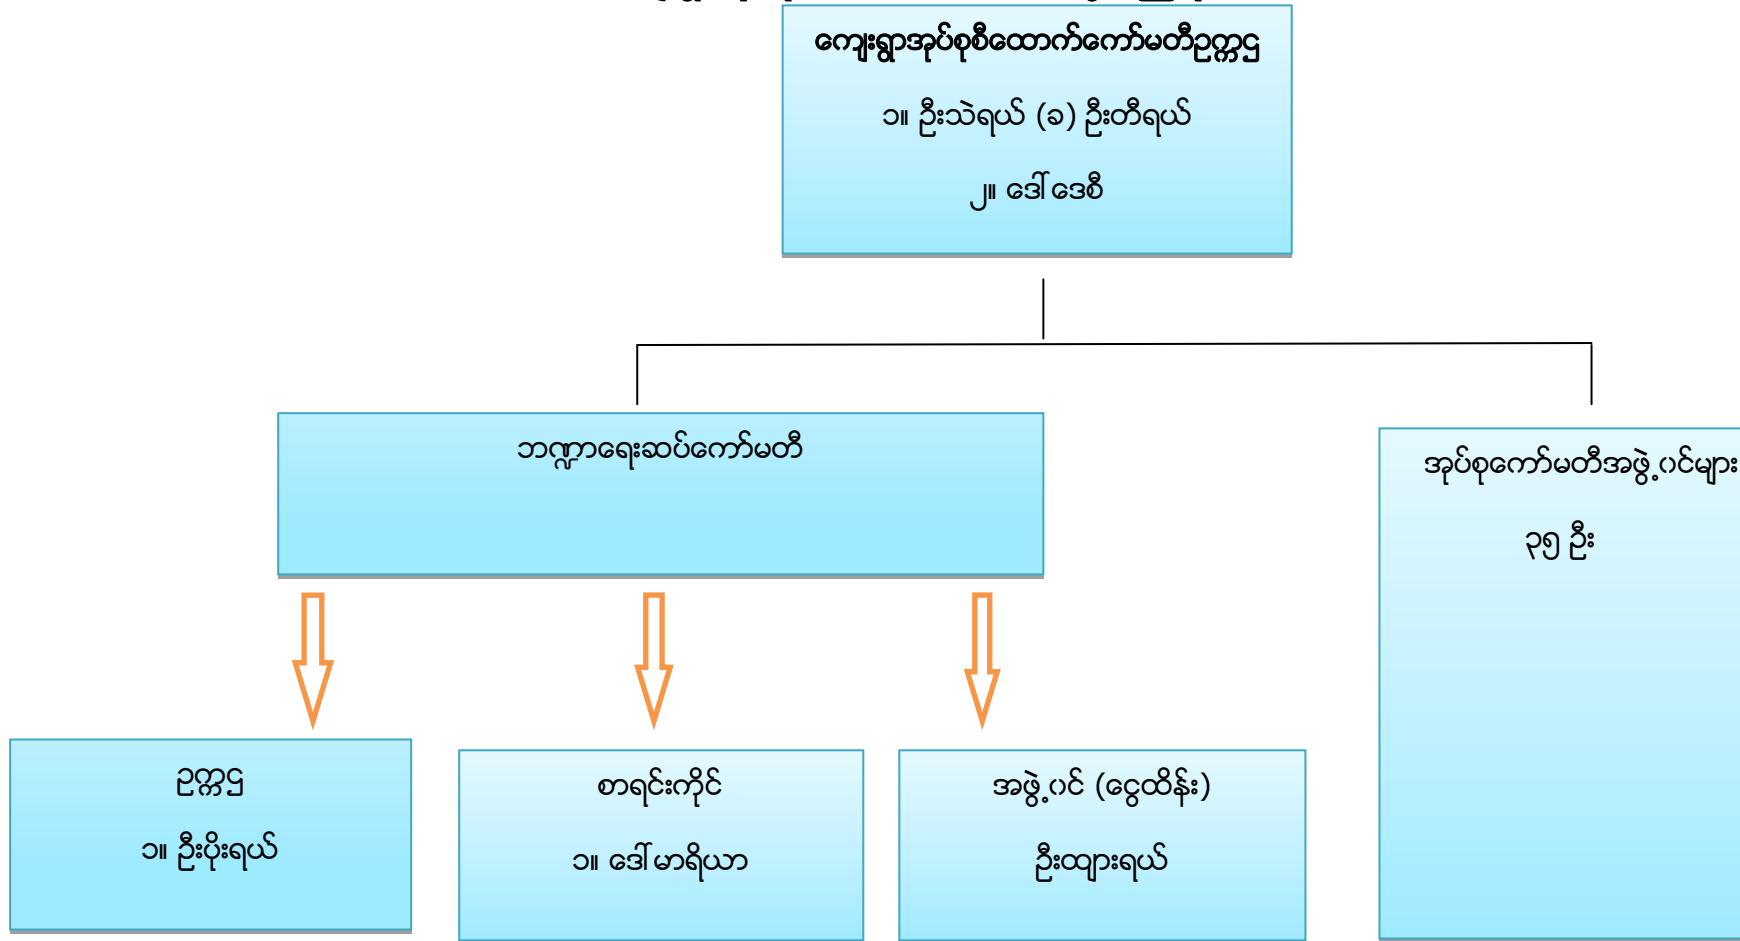 ကျေးရွာအုပ်စုစီထောက်ကော်မတီဥက္ကဌ
၁။ ဦးသဲရယ် (ခ) ဦးတီရယ်
၂။ ဒေါ်ဒေစီ
ဘဏ္ဍာရေးဆပ်ကော်မတီ
အုပ်စုကော်မတီအဖွဲ့ဝင်များ
၃၅ ဦး
ဥက္ကဌ
၁။ ဦးပိုးရယ်
စာရင်းကိုင်
၁။ ဒေါ်မာရိယာ
အဖွဲ့ဝင် (ငွေထိန်း)
ဦးထျားရယ်